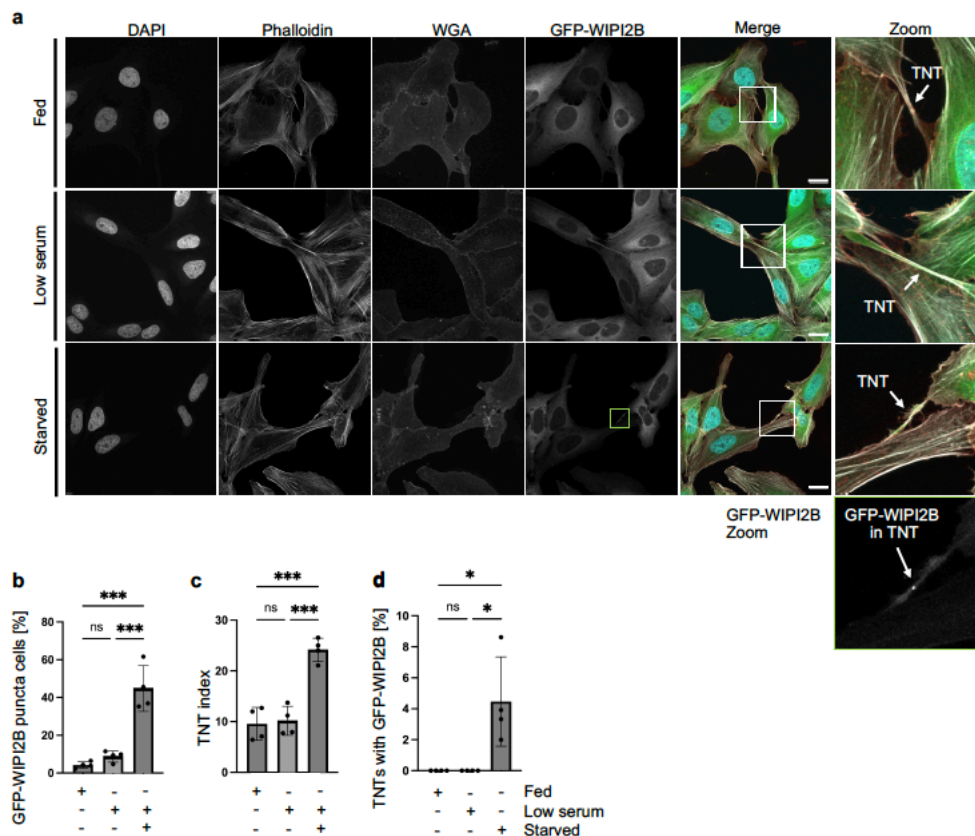 a
DAPI Phalloidin WGA GFP-WIPI2B Merge Zoom
Fed
TNT
Low serum
TNT
Starved
TNT
GFP-WIPI2B
Zoom
GFP-WIPI2B
in TNT
b
GFP-WIPI2B puncta cells [%]
80
60
40
20
0
***
ns ***
+ - -
- + +
- - +
c
TNT index
30
20
10
0
***
ns ***
+ - -
- + +
- - +
d
TNTs with GFP-WIPI2B [%]
10
8
6
4
2
0
*
ns *
+ - - Fed
- + - Low serum
- - + Starved